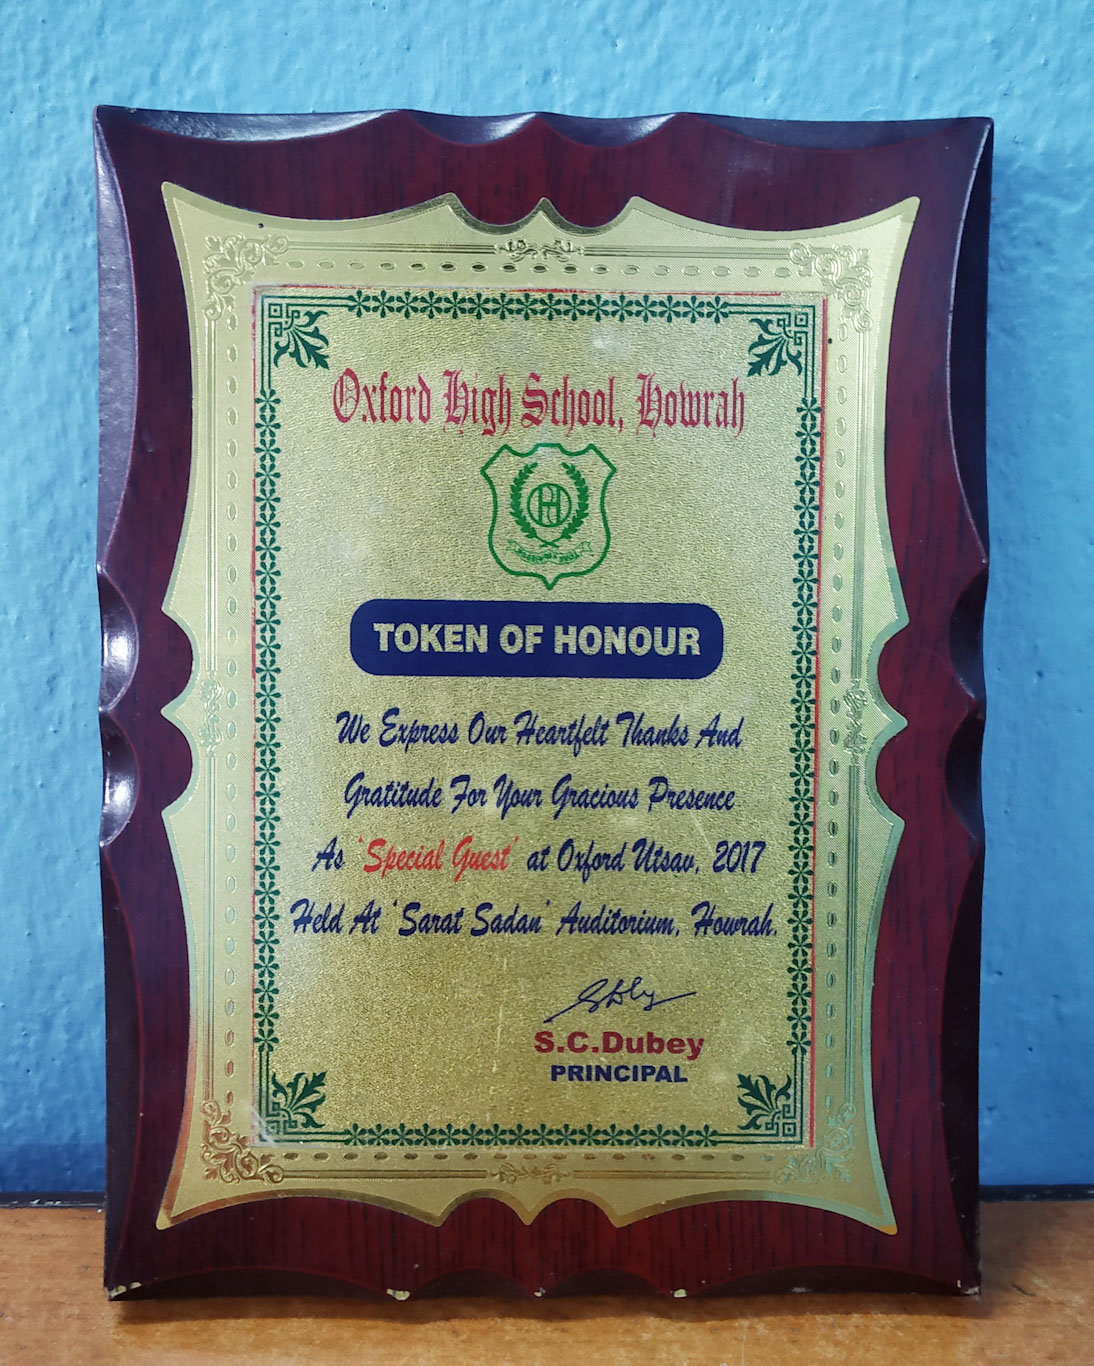 Oxford High School, Howrah
TOKEN OF HONOUR
We Express Our Heartfelt Thanks And
Gratitude For Your Gracious Presence
As 'Special Guest' at Oxford Utsav, 2017
Held At 'Sarat Sadan' Auditorium, Howrah.
S.C.Dubey
PRINCIPAL